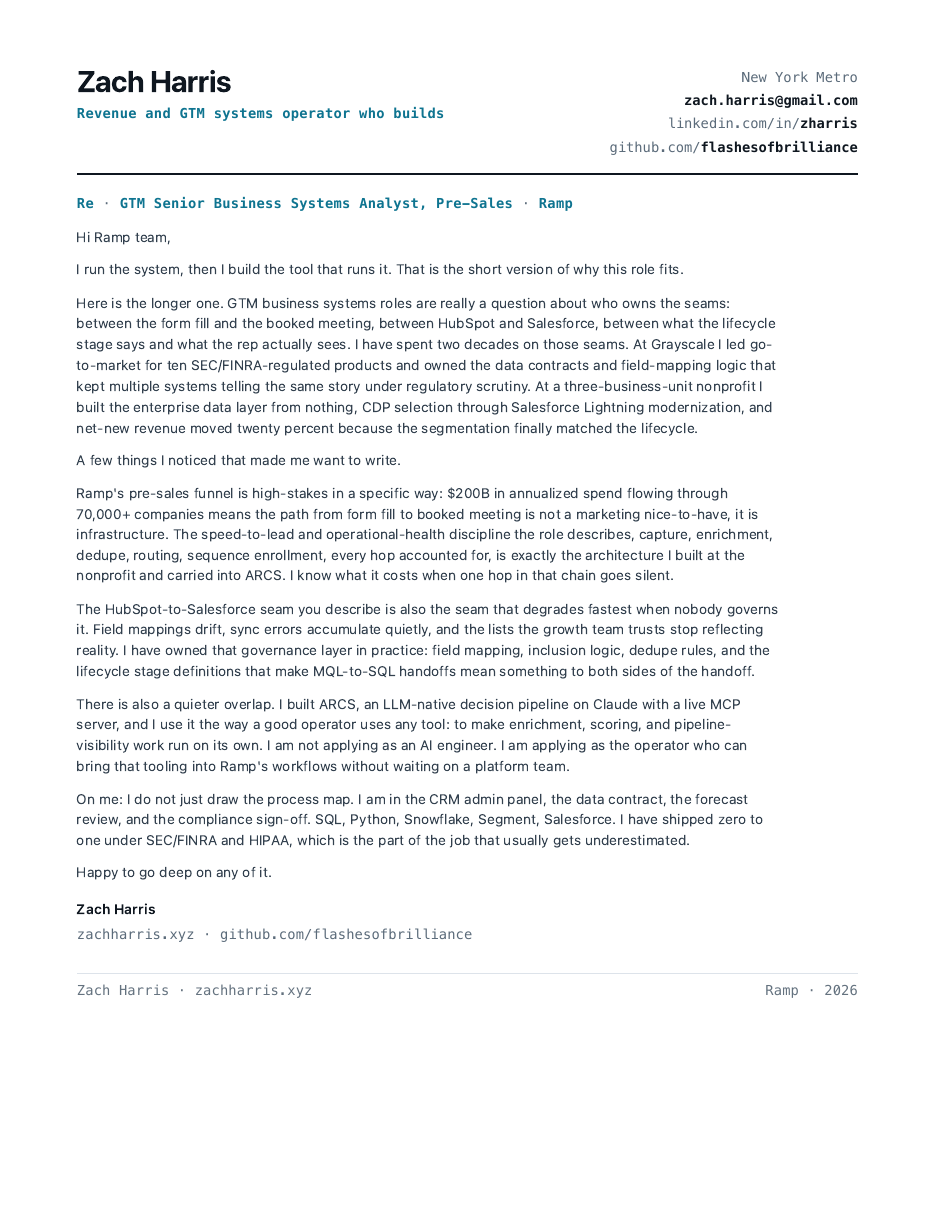 Zach Harris
Revenue and GTM systems operator who builds
New York Metro
zach.harris@gmail.com
linkedin.com/in/zharris
github.com/flashesofbrilliance
Re · GTM Senior Business Systems Analyst, Pre-Sales · Ramp
Hi Ramp team,
I run the system, then I build the tool that runs it. That is the short version of why this role fits.
Here is the longer one. GTM business systems roles are really a question about who owns the seams:
between the form fill and the booked meeting, between HubSpot and Salesforce, between what the lifecycle
stage says and what the rep actually sees. I have spent two decades on those seams. At Grayscale I led go-
to-market for ten SEC/FINRA-regulated products and owned the data contracts and field-mapping logic that
kept multiple systems telling the same story under regulatory scrutiny. At a three-business-unit nonprofit I
built the enterprise data layer from nothing, CDP selection through Salesforce Lightning modernization, and
net-new revenue moved twenty percent because the segmentation finally matched the lifecycle.
A few things I noticed that made me want to write.
Ramp's pre-sales funnel is high-stakes in a specific way: $200B in annualized spend flowing through
70,000+ companies means the path from form fill to booked meeting is not a marketing nice-to-have, it is
infrastructure. The speed-to-lead and operational-health discipline the role describes, capture, enrichment,
dedupe, routing, sequence enrollment, every hop accounted for, is exactly the architecture I built at the
nonprofit and carried into ARCS. I know what it costs when one hop in that chain goes silent.
The HubSpot-to-Salesforce seam you describe is also the seam that degrades fastest when nobody governs
it. Field mappings drift, sync errors accumulate quietly, and the lists the growth team trusts stop reflecting
reality. I have owned that governance layer in practice: field mapping, inclusion logic, dedupe rules, and the
lifecycle stage definitions that make MQL-to-SQL handoffs mean something to both sides of the handoff.
There is also a quieter overlap. I built ARCS, an LLM-native decision pipeline on Claude with a live MCP
server, and I use it the way a good operator uses any tool: to make enrichment, scoring, and pipeline-
visibility work run on its own. I am not applying as an AI engineer. I am applying as the operator who can
bring that tooling into Ramp's workflows without waiting on a platform team.
On me: I do not just draw the process map. I am in the CRM admin panel, the data contract, the forecast
review, and the compliance sign-off. SQL, Python, Snowflake, Segment, Salesforce. I have shipped zero to
one under SEC/FINRA and HIPAA, which is the part of the job that usually gets underestimated.
Happy to go deep on any of it.
Zach Harris
zachharris.xyz · github.com/flashesofbrilliance
Zach Harris · zachharris.xyz
Ramp · 2026